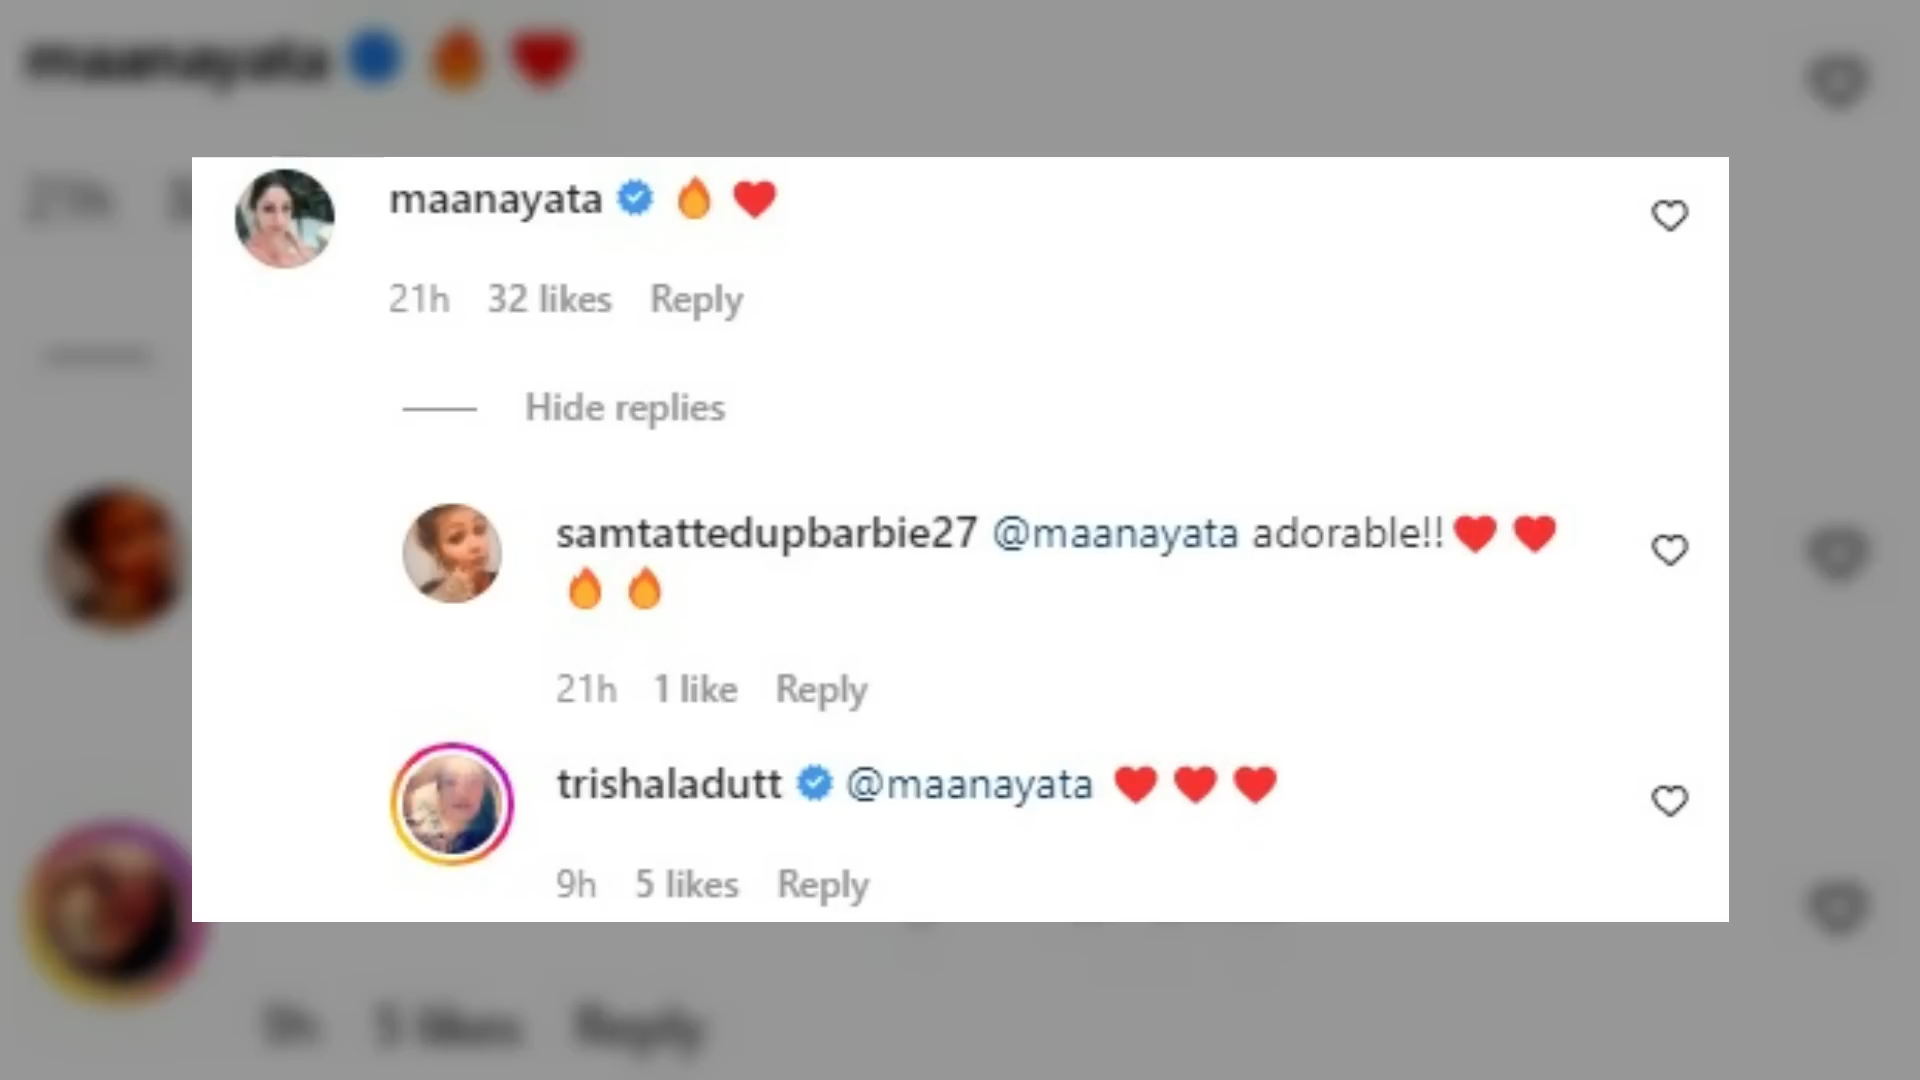 maanayata 🔥 ❤️
21h 32 likes Reply
Hide replies
samtattedupbarbie27 @maanayata adorable!!❤️ ❤️
🔥 🔥
21h 1 like Reply
trishaladutt @maanayata ❤️ ❤️ ❤️
9h 5 likes Reply